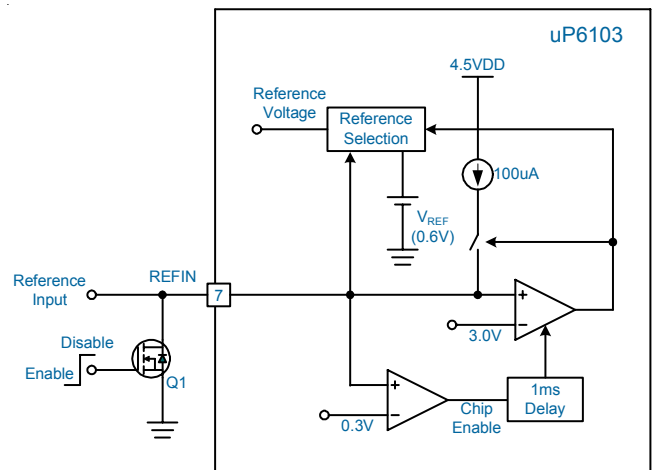 uP6103
4.5VDD
Reference
Voltage
Reference
Selection
100uA
VREF
(0.6V)
REFIN
Reference
Input
7
3.0V
Disable
Enable
Q1
0.3V
Chip
Enable
1ms
Delay